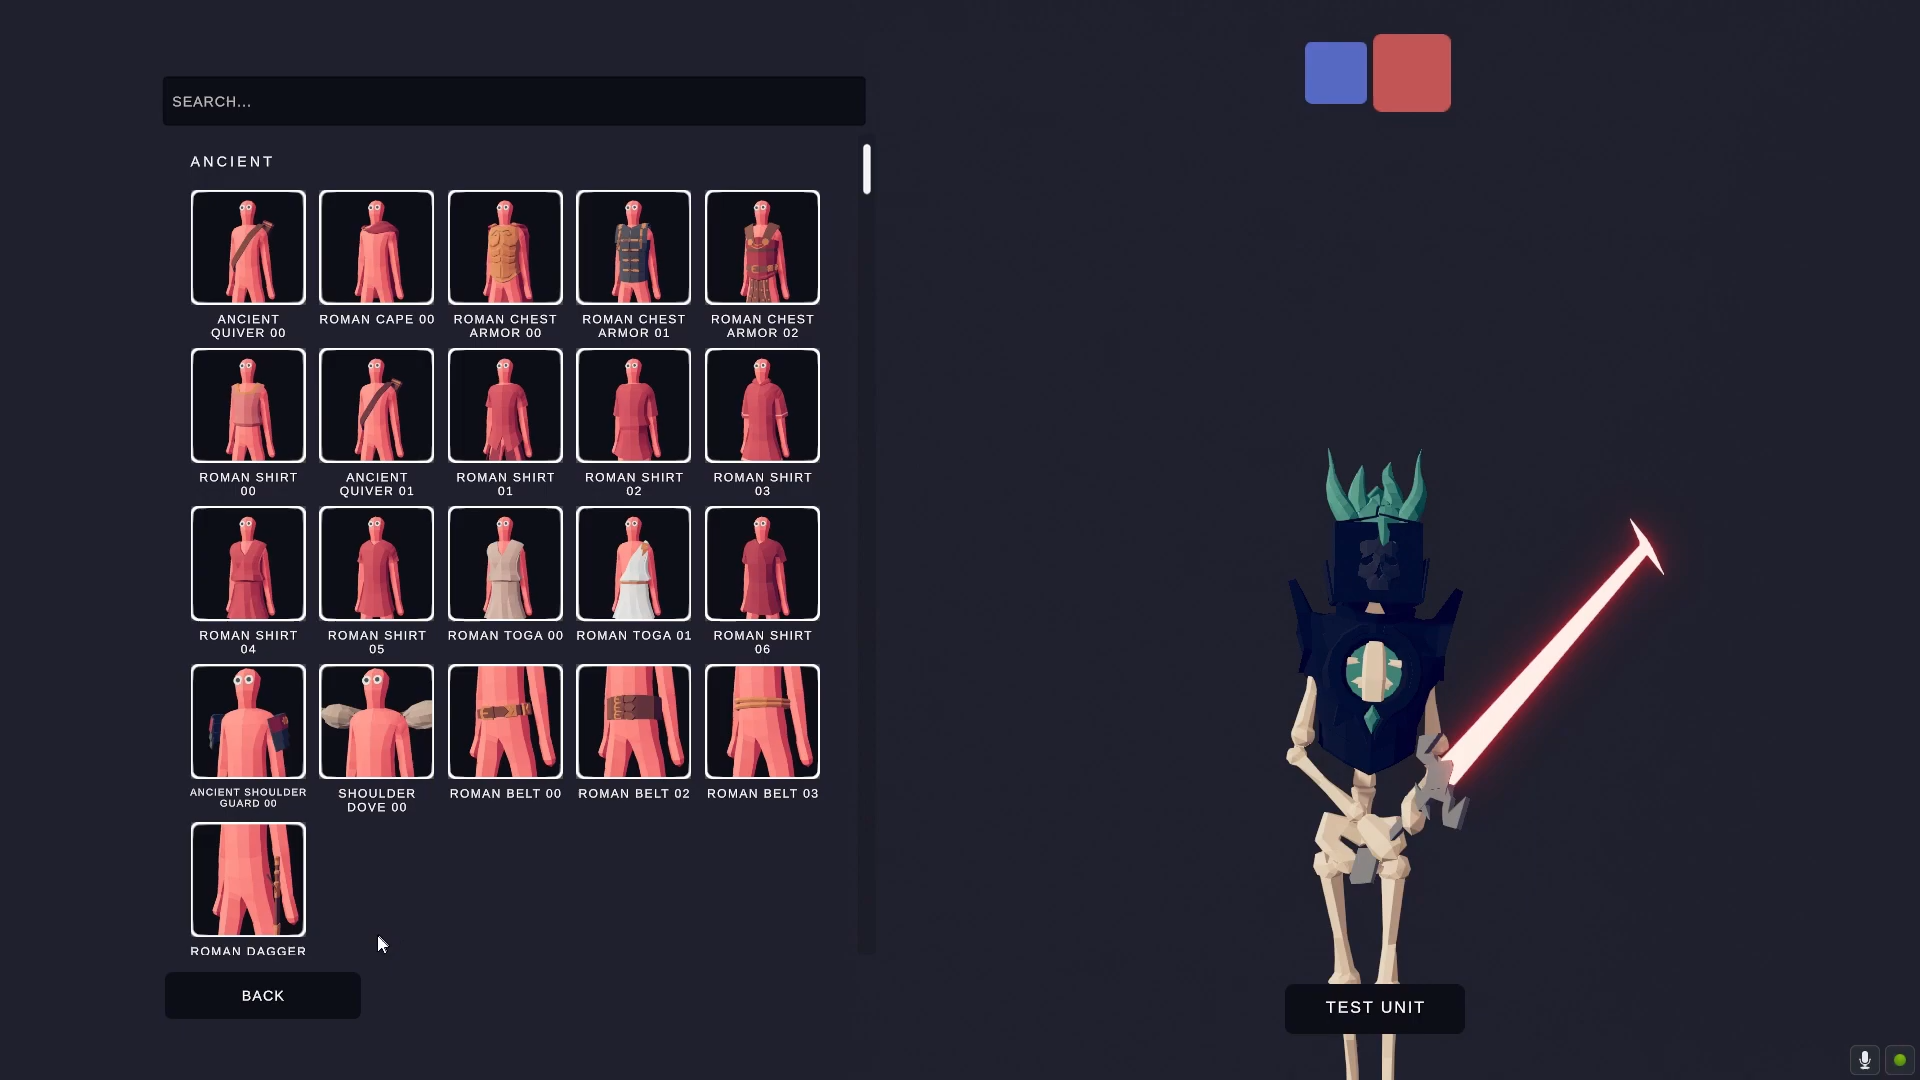 SEARCH...
ANCIENT
ANCIENT
QUIVER 00
ROMAN CAPE 00
ROMAN CHEST
ARMOR 00
ROMAN CHEST
ARMOR 01
ROMAN CHEST
ARMOR 02
ROMAN SHIRT
00
ANCIENT
QUIVER 01
ROMAN SHIRT
01
ROMAN SHIRT
02
ROMAN SHIRT
03
ROMAN SHIRT
04
ROMAN SHIRT
05
ROMAN TOGA 00
ROMAN TOGA 01
ROMAN SHIRT
06
ANCIENT SHOULDER
GUARD 00
SHOULDER
DOVE 00
ROMAN BELT 00
ROMAN BELT 02
ROMAN BELT 03
ROMAN DAGGER
BACK
TEST UNIT